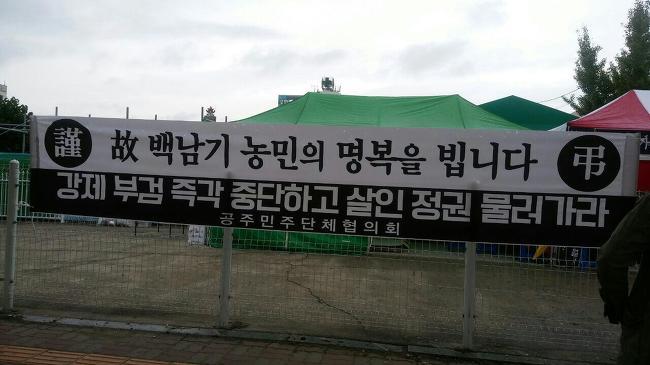 謹 故 백남기 농민의 명복을 빕니다 弔
강제 부검 즉각 중단하고 살인 정권 물러가라
공주민주단체협의회